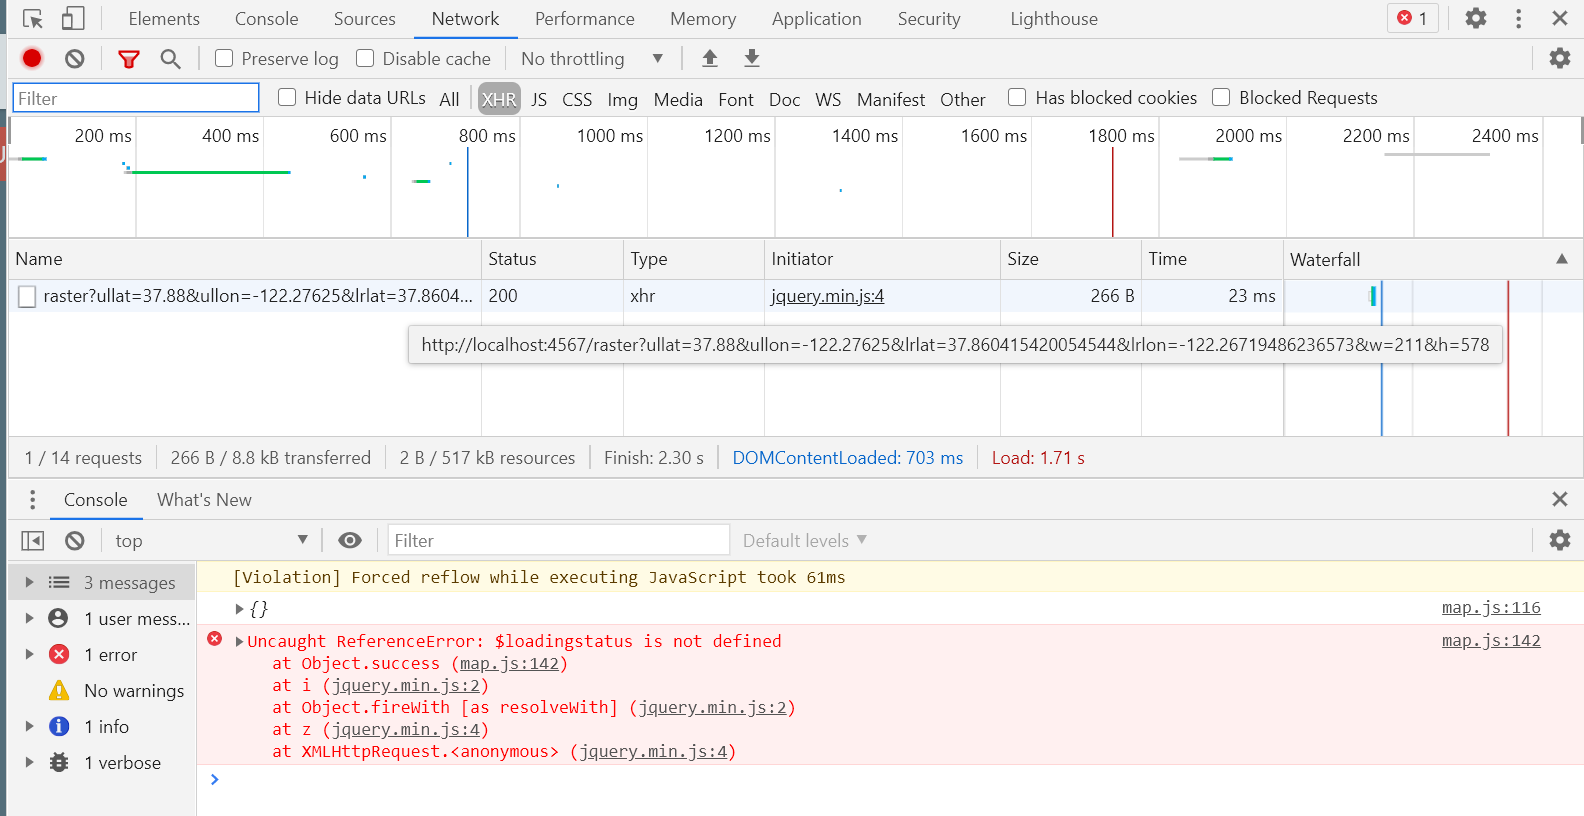 Elements Console Sources Network Performance Memory Application Security Lighthouse 1
Preserve log Disable cache No throttling
Filter Hide data URLs All XHR JS CSS Img Media Font Doc WS Manifest Other Has blocked cookies Blocked Requests
200 ms 400 ms 600 ms 800 ms 1000 ms 1200 ms 1400 ms 1600 ms 1800 ms 2000 ms 2200 ms 2400 ms
Name Status Type Initiator Size Time Waterfall
raster?ullat=37.88&ullon=-122.27625&lrlat=37.8604... 200 xhr jquery.min.js:4 266 B 23 ms
http://localhost:4567/raster?ullat=37.88&ullon=-122.27625&lrlat=37.860415420054544&lrlon=-122.26719486236573&w=211&h=578
1 / 14 requests 266 B / 8.8 kB transferred 2 B / 517 kB resources Finish: 2.30 s DOMContentLoaded: 703 ms Load: 1.71 s
Console What's New
top Filter Default levels
3 messages
1 user mess...
1 error
No warnings
1 info
1 verbose
[Violation] Forced reflow while executing JavaScript took 61ms
{} map.js:116
Uncaught ReferenceError: $loadingstatus is not defined map.js:142
at Object.success (map.js:142)
at i (jquery.min.js:2)
at Object.fireWith [as resolveWith] (jquery.min.js:2)
at z (jquery.min.js:4)
at XMLHttpRequest.<anonymous> (jquery.min.js:4)